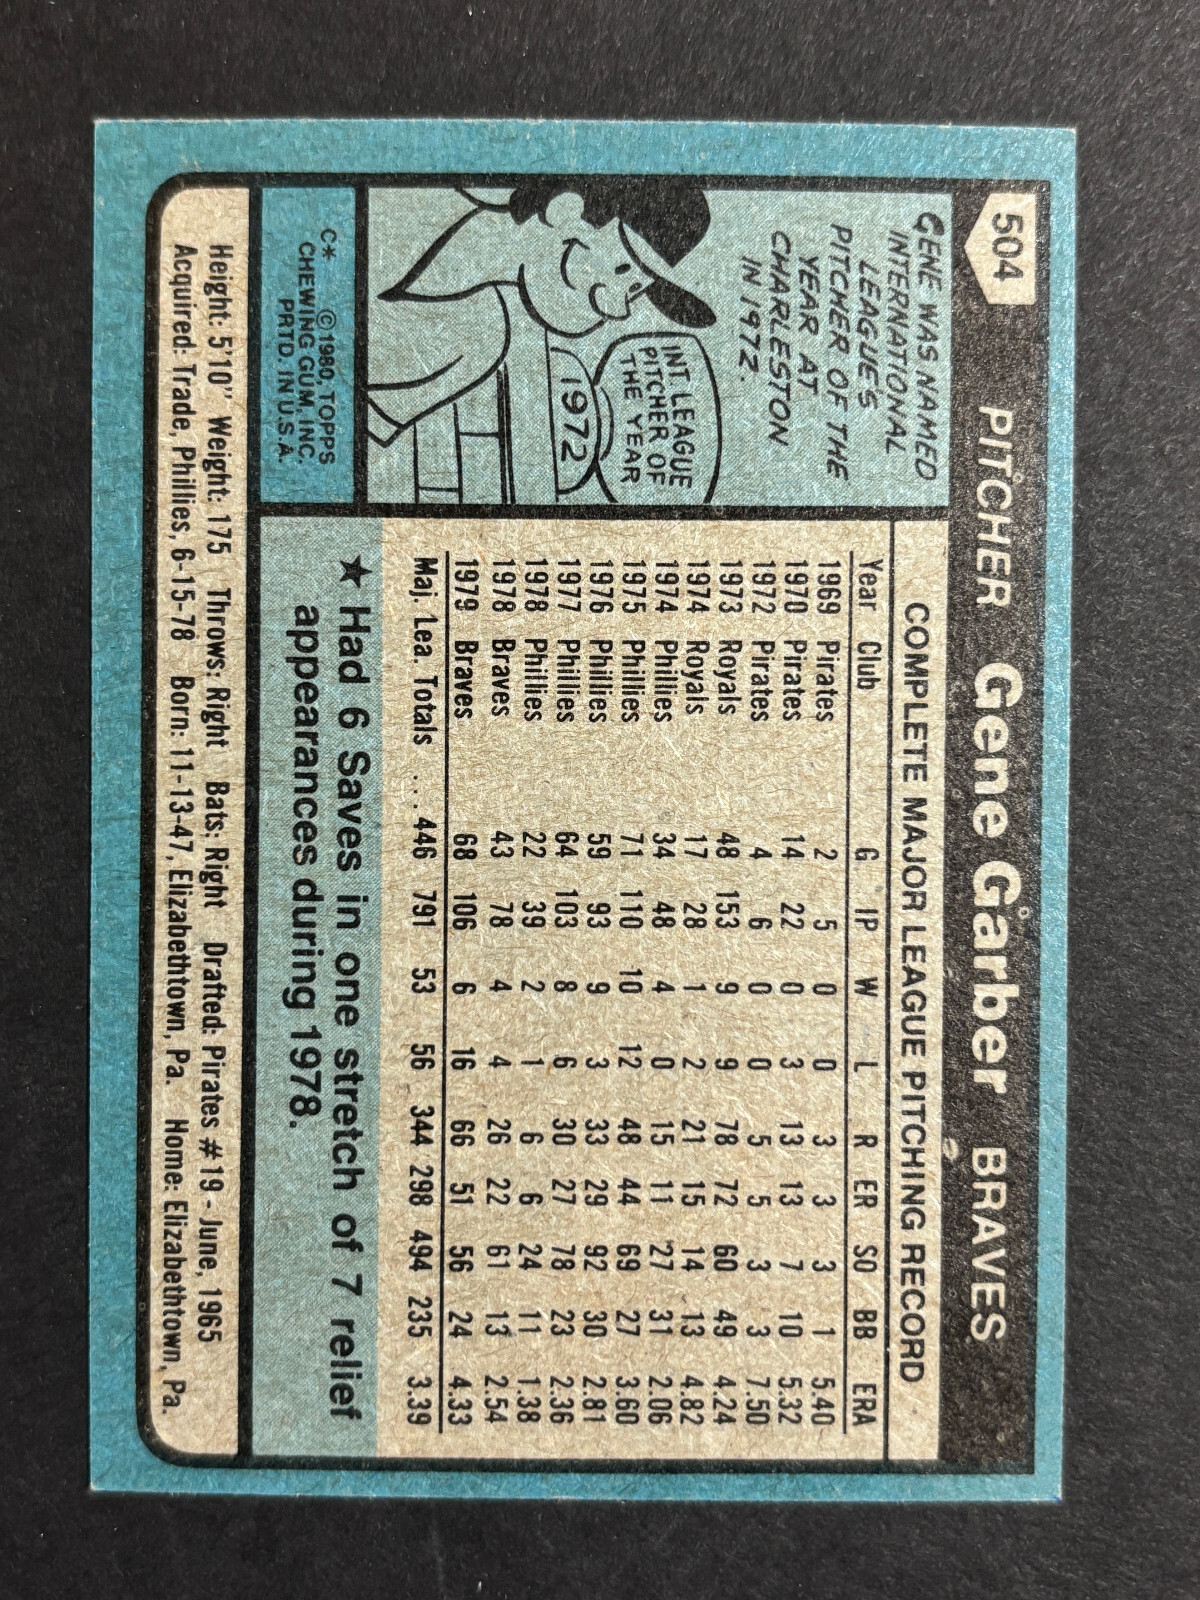 504 PITCHER Gene Garber BRAVES
GENE WAS NAMED
INTERNATIONAL
LEAGUE'S
PITCHER OF THE
YEAR AT
CHARLESTON
IN 1972.
INT. LEAGUE
PITCHER OF
THE YEAR
1972
C* © 1980, TOPPS
CHEWING GUM, INC.
PRTD. IN U.S.A.
COMPLETE MAJOR LEAGUE PITCHING RECORD
Year Club G IP W L R ER SO BB ERA
1969 Pirates 2 5 0 0 3 3 3 1 5.40
1970 Pirates 14 22 0 3 13 13 7 10 5.32
1972 Pirates 4 6 0 0 5 5 3 3 7.50
1973 Royals 48 153 9 9 78 72 60 49 4.24
1974 Royals 17 28 1 2 21 15 14 13 4.82
1974 Phillies 34 48 4 0 15 11 27 31 2.06
1975 Phillies 71 110 10 12 48 44 69 27 3.60
1976 Phillies 59 93 9 3 33 29 92 30 2.81
1977 Phillies 64 103 8 6 30 27 78 23 2.36
1978 Phillies 22 39 2 1 6 6 24 11 1.38
1978 Braves 43 78 4 4 26 22 61 13 2.54
1979 Braves 68 106 6 16 66 51 56 24 4.33
Maj. Lea. Totals ... 446 791 53 56 344 298 494 235 3.39
★ Had 6 Saves in one stretch of 7 relief
appearances during 1978.
Height: 5'10" Weight: 175 Throws: Right Bats: Right Drafted: Pirates #19 - June, 1965
Acquired: Trade, Phillies, 6-15-78 Born: 11-13-47, Elizabethtown, Pa. Home: Elizabethtown, Pa.